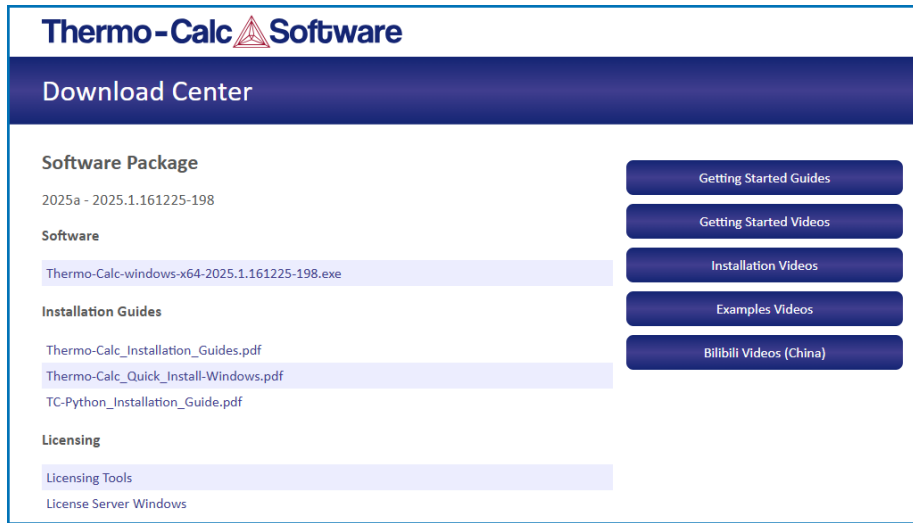 Thermo-Calc Software
Download Center
Software Package
2025a - 2025.1.161225-198
Software
Thermo-Calc-windows-x64-2025.1.161225-198.exe
Installation Guides
Thermo-Calc_Installation_Guides.pdf
Thermo-Calc_Quick_Install-Windows.pdf
TC-Python_Installation_Guide.pdf
Licensing
Licensing Tools
License Server Windows
Getting Started Guides
Getting Started Videos
Installation Videos
Examples Videos
Bilibili Videos (China)